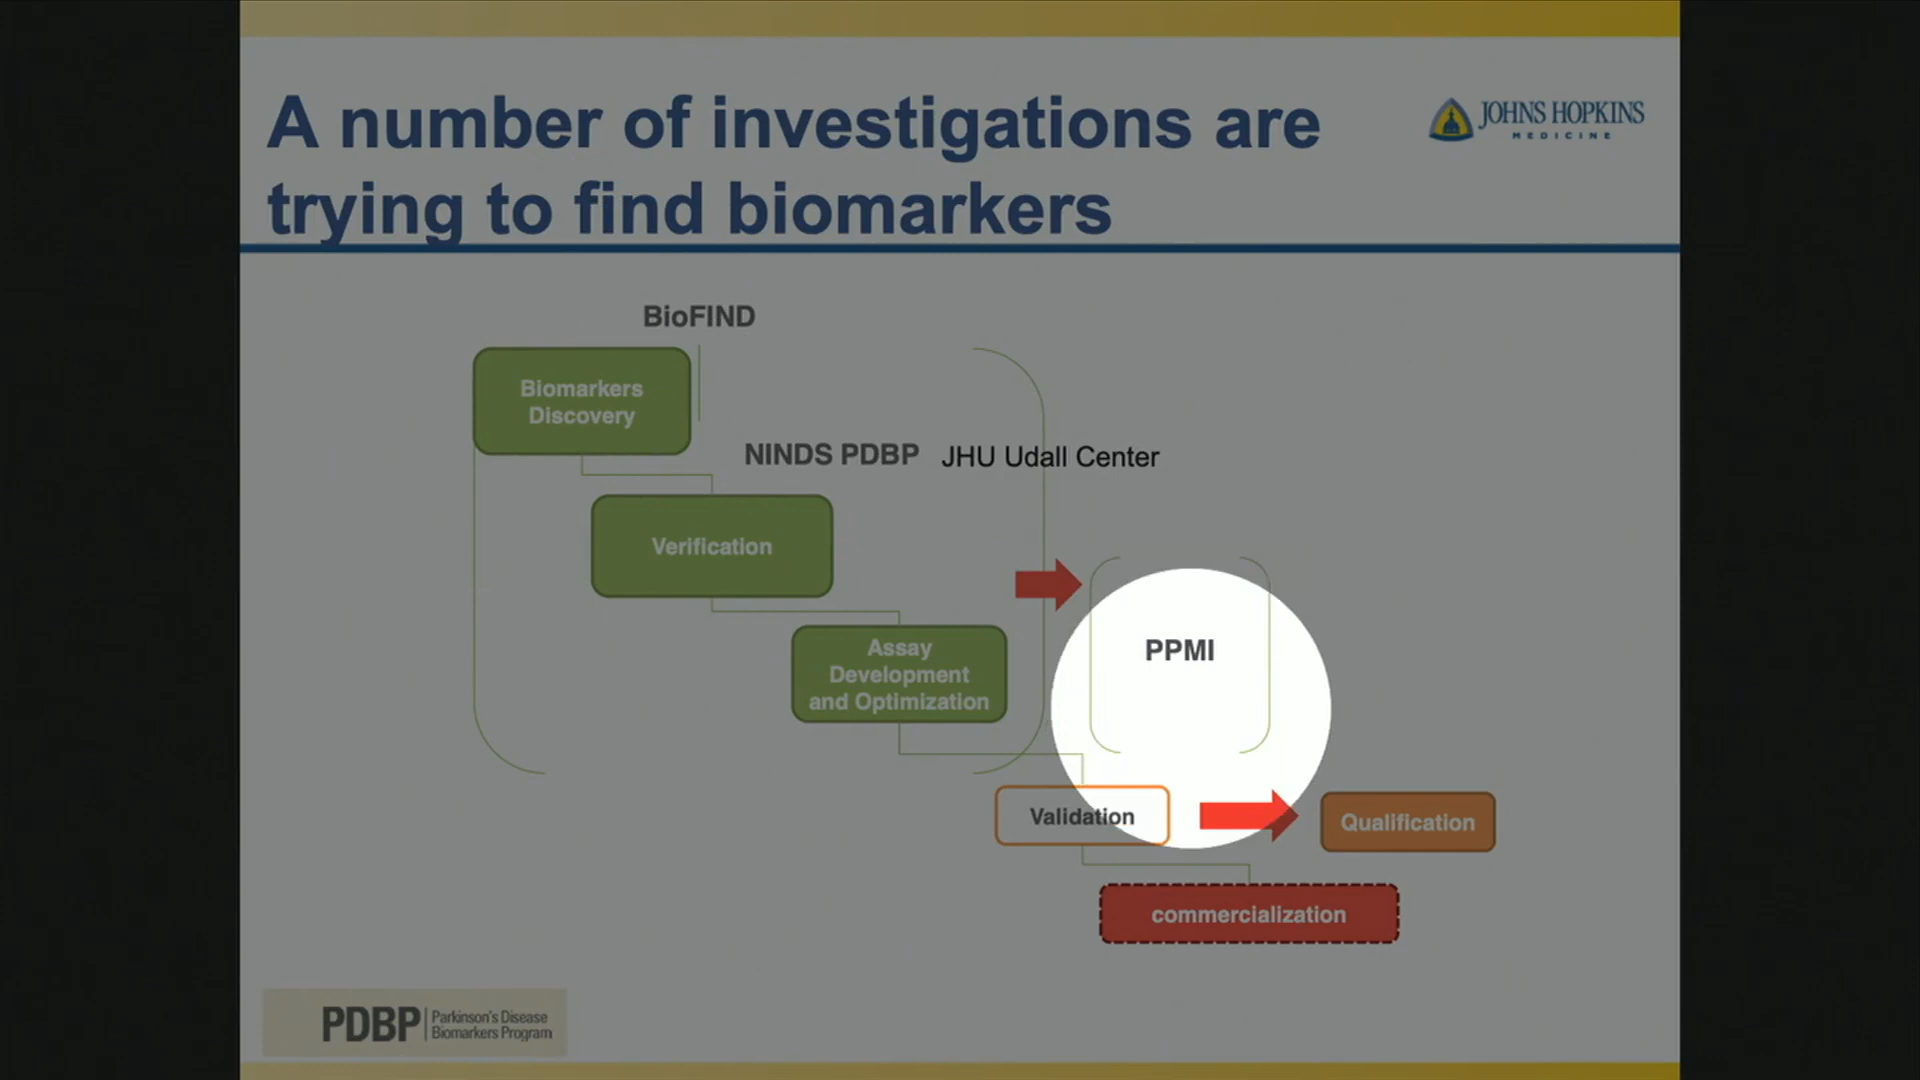 A number of investigations are
trying to find biomarkers
JOHNS HOPKINS
MEDICINE
BioFIND
Biomarkers
Discovery
NINDS PDBP JHU Udall Center
Verification
Assay
Development
and Optimization
PPMI
Validation
Qualification
commercialization
PDBP
Parkinson's Disease
Biomarkers Program